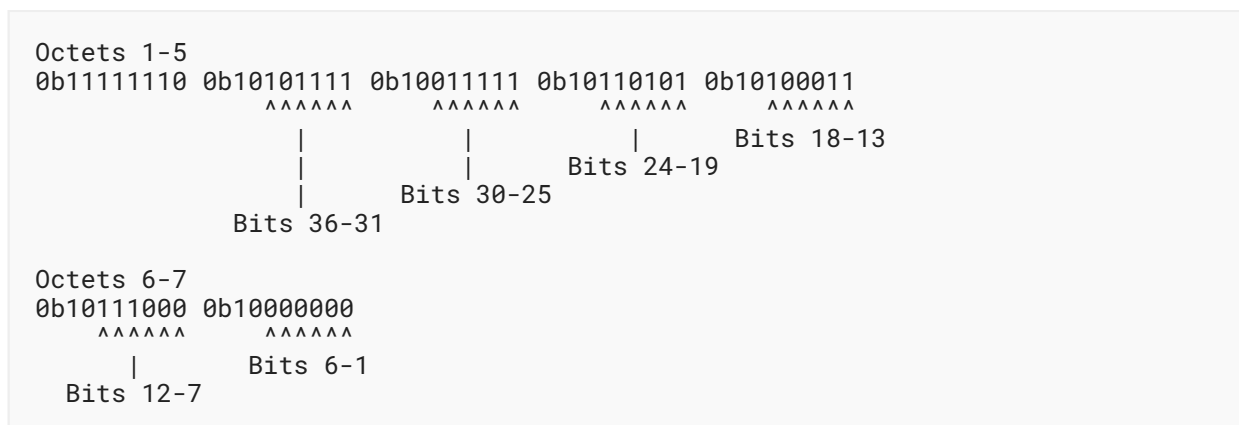 Octets 1-5
0b11111110 0b10101111 0b10011111 0b10110101 0b10100011
^^^^^^ ^^^^^^ ^^^^^^ ^^^^^^
| | | Bits 18-13
| | Bits 24-19
| Bits 30-25
Bits 36-31
Octets 6-7
0b10111000 0b10000000
^^^^^^ ^^^^^^
| Bits 6-1
Bits 12-7